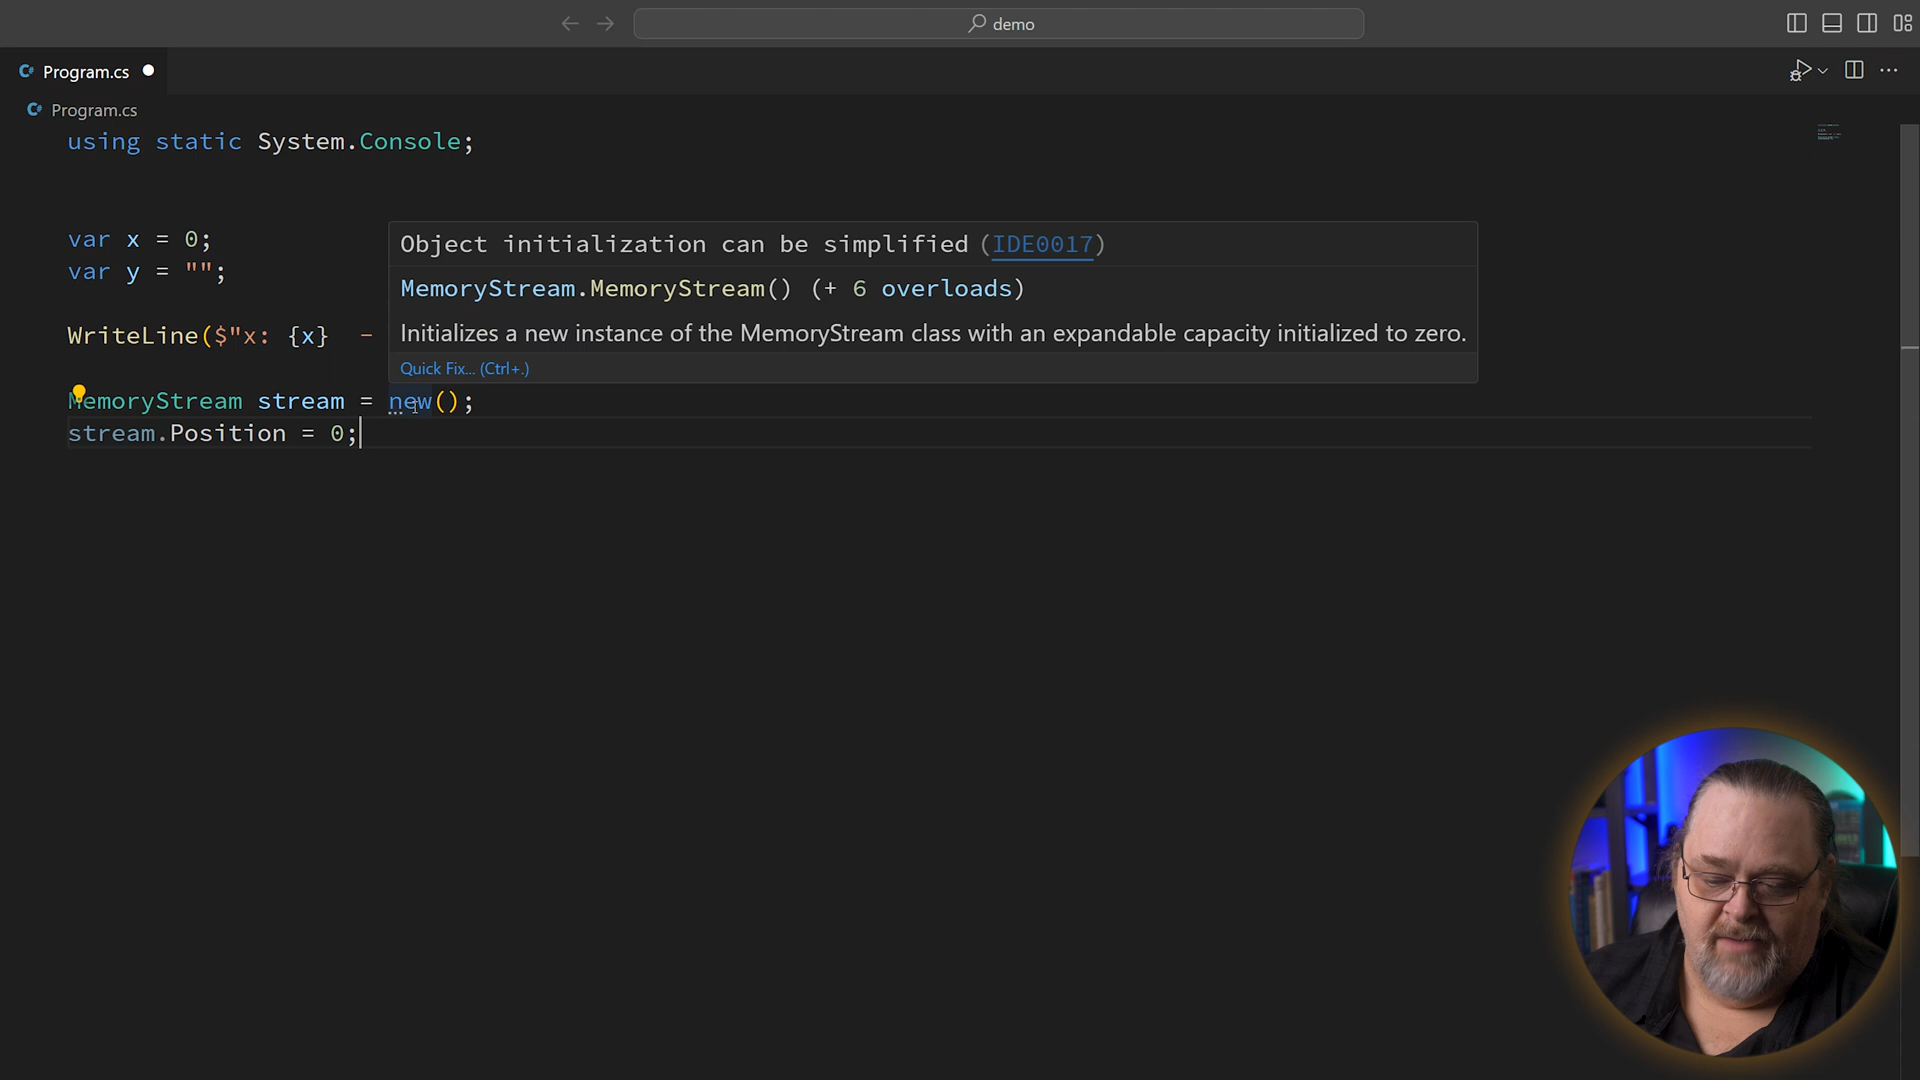 demo
Program.cs
Program.cs
using static System.Console;
var x = 0;
var y = "";
Object initialization can be simplified (IDE0017)
MemoryStream.MemoryStream() (+ 6 overloads)
Initializes a new instance of the MemoryStream class with an expandable capacity initialized to zero.
Quick Fix... (Ctrl+.)
WriteLine($"x: {x}  -
MemoryStream stream = new();
stream.Position = 0;